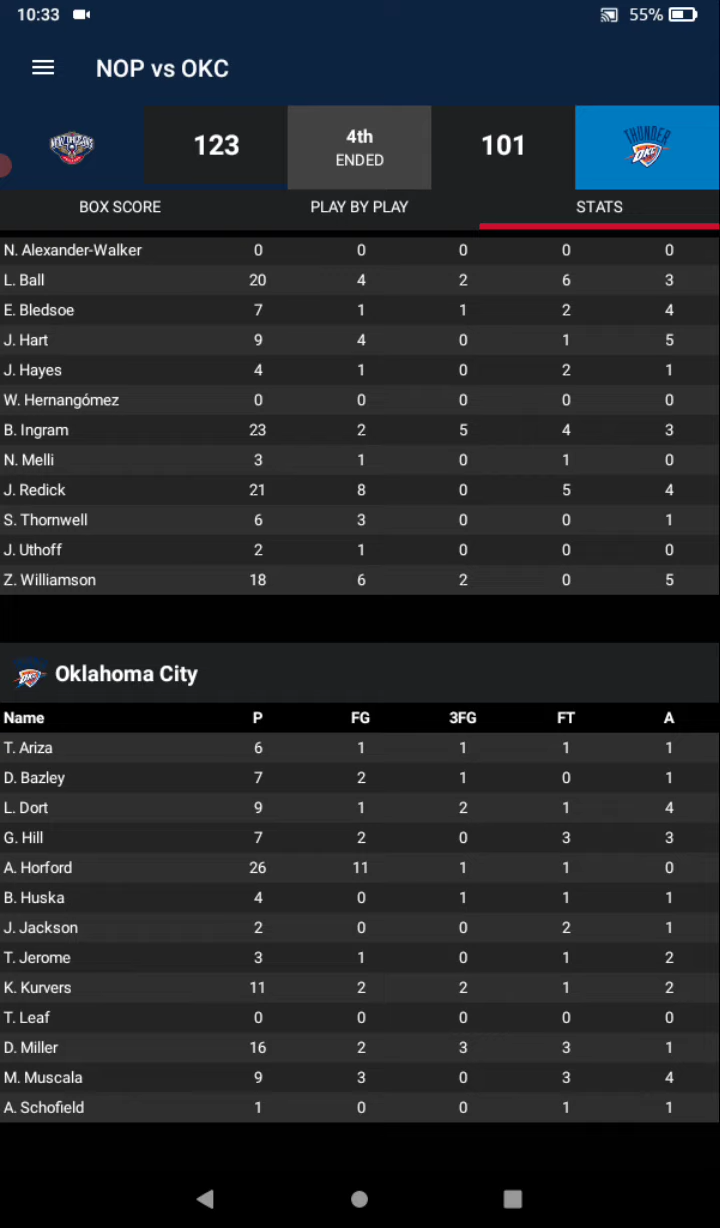 10:33 55%
NOP vs OKC
123 4th 101 THUNDER
ENDED OKC
BOX SCORE PLAY BY PLAY STATS
N. Alexander-Walker 0 0 0 0 0
L. Ball 20 4 2 6 3
E. Bledsoe 7 1 1 2 4
J. Hart 9 4 0 1 5
J. Hayes 4 1 0 2 1
W. Hernangómez 0 0 0 0 0
B. Ingram 23 2 5 4 3
N. Melli 3 1 0 1 0
J. Redick 21 8 0 5 4
S. Thornwell 6 3 0 0 1
J. Uthoff 2 1 0 0 0
Z. Williamson 18 6 2 0 5
Oklahoma City
Name P FG 3FG FT A
T. Ariza 6 1 1 1 1
D. Bazley 7 2 1 0 1
L. Dort 9 1 2 1 4
G. Hill 7 2 0 3 3
A. Horford 26 11 1 1 0
B. Huska 4 0 1 1 1
J. Jackson 2 0 0 2 1
T. Jerome 3 1 0 1 2
K. Kurvers 11 2 2 1 2
T. Leaf 0 0 0 0 0
D. Miller 16 2 3 3 1
M. Muscala 9 3 0 3 4
A. Schofield 1 0 0 1 1